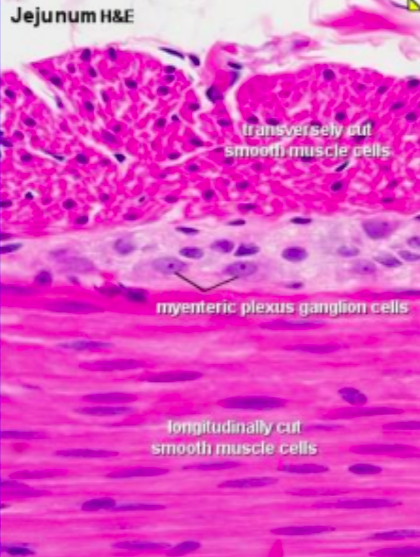 Jejunum H&E
transversely cut
smooth muscle cells
myenteric plexus ganglion cells
longitudinally cut
smooth muscle cells